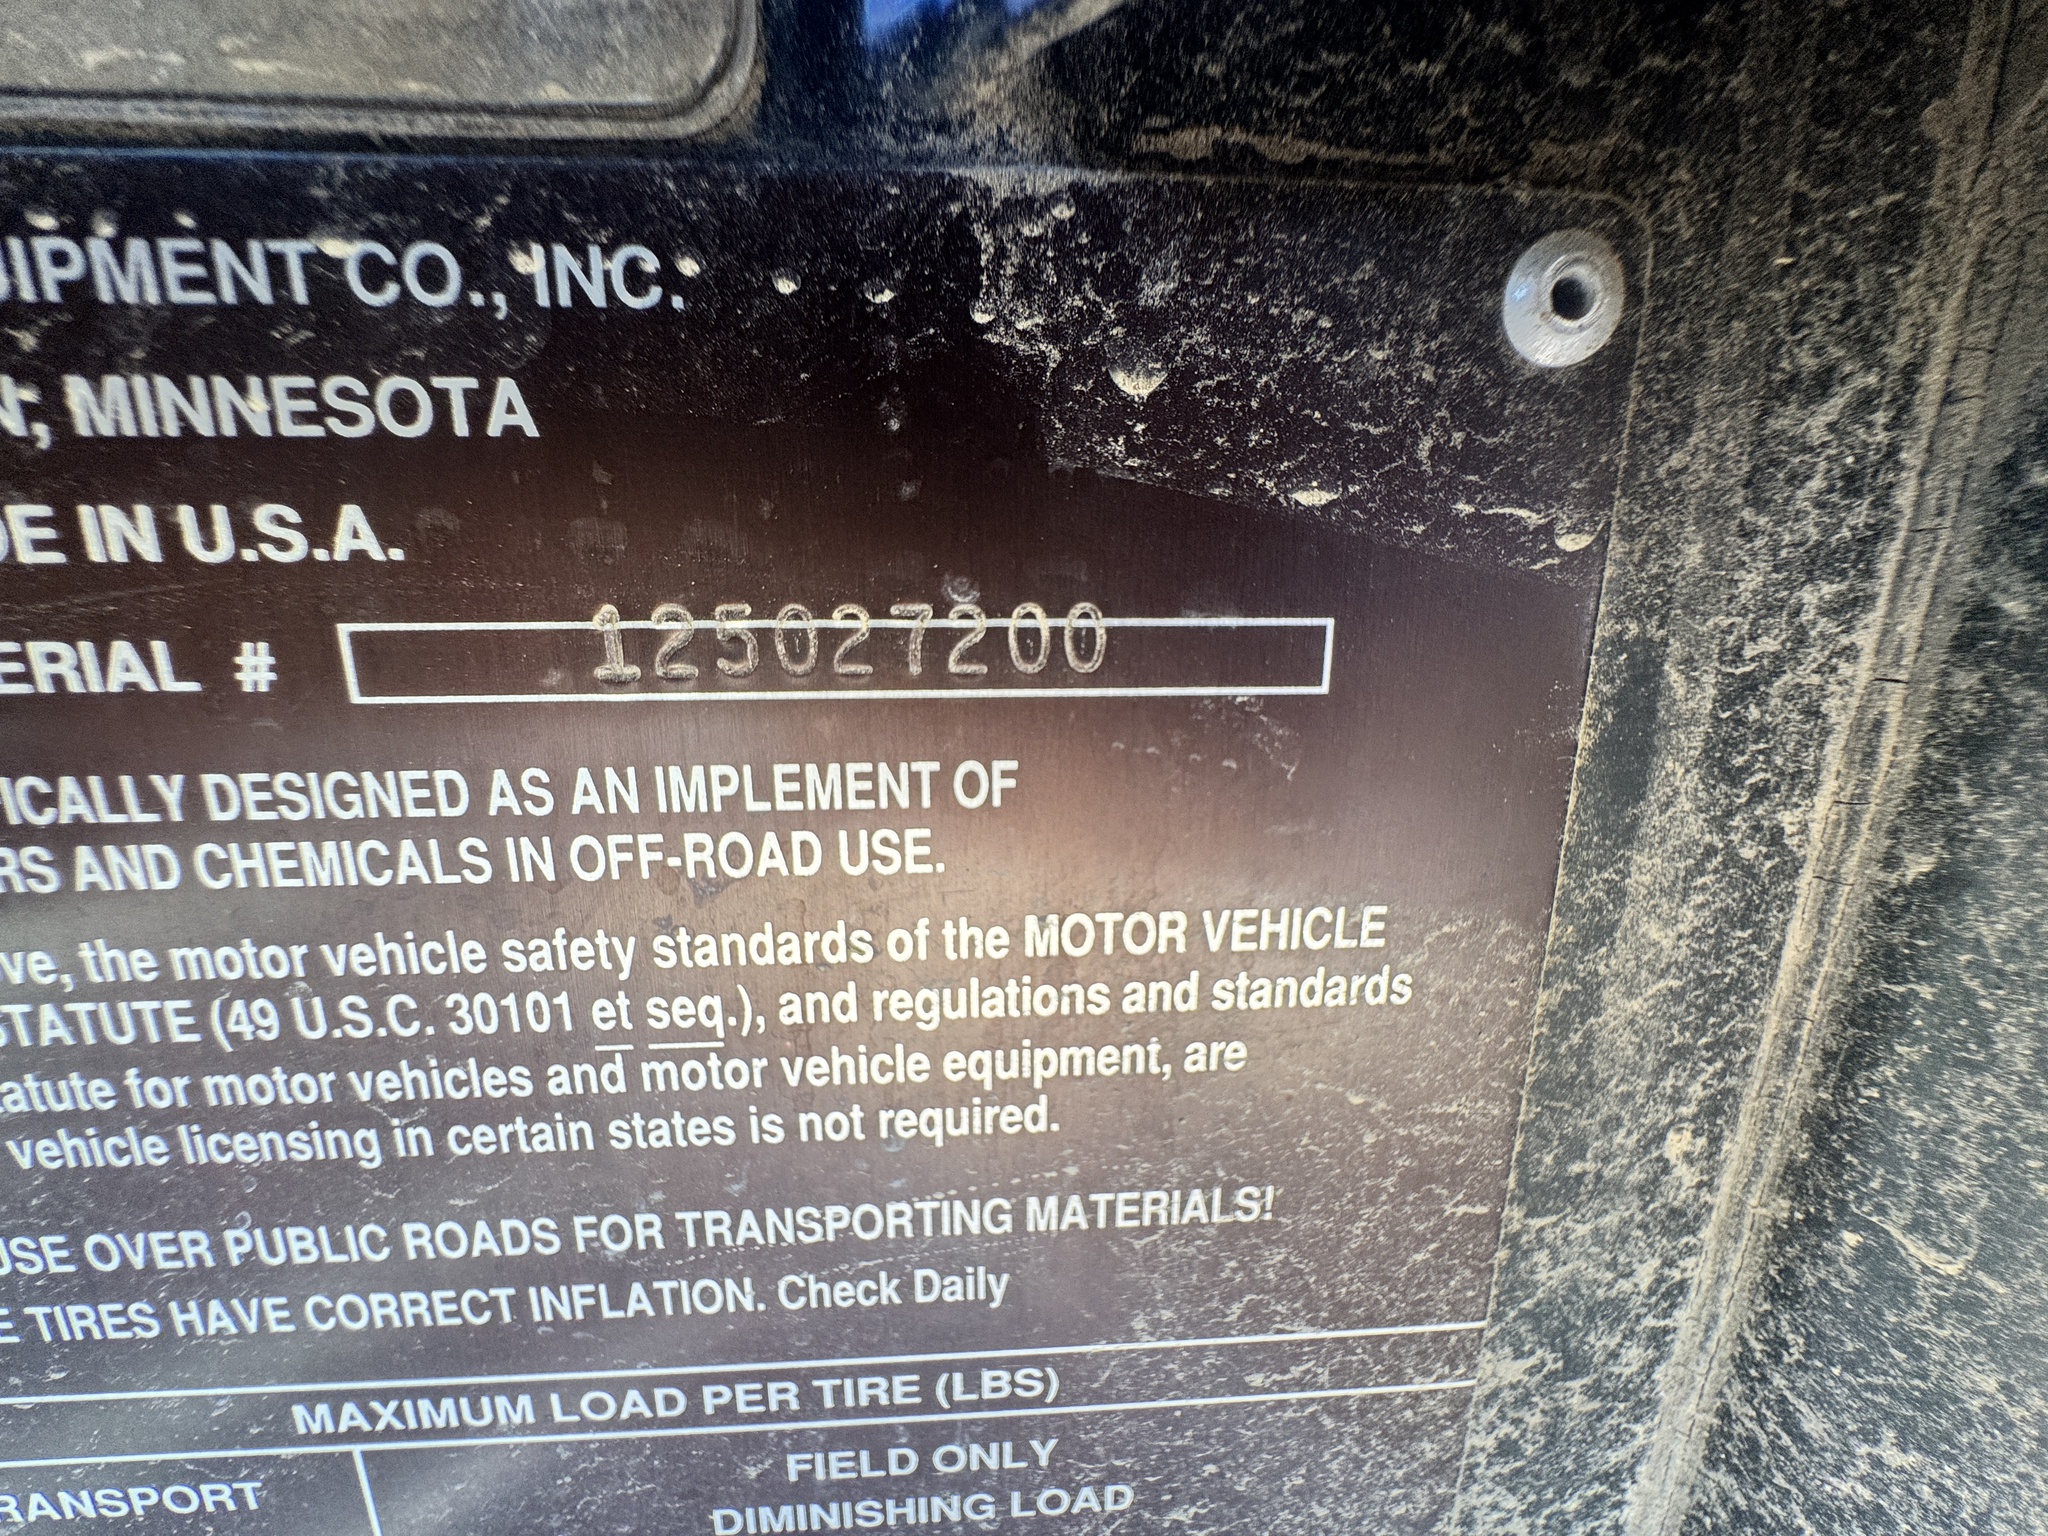 UIPMENT CO., INC.
N, MINNESOTA
DE IN U.S.A.
ERIAL # 125027200
ICALLY DESIGNED AS AN IMPLEMENT OF
RS AND CHEMICALS IN OFF-ROAD USE.
ve, the motor vehicle safety standards of the MOTOR VEHICLE
STATUTE (49 U.S.C. 30101 et seq.), and regulations and standards
atute for motor vehicles and motor vehicle equipment, are
vehicle licensing in certain states is not required.
USE OVER PUBLIC ROADS FOR TRANSPORTING MATERIALS!
E TIRES HAVE CORRECT INFLATION. Check Daily
MAXIMUM LOAD PER TIRE (LBS)
RANSPORT
FIELD ONLY
DIMINISHING LOAD